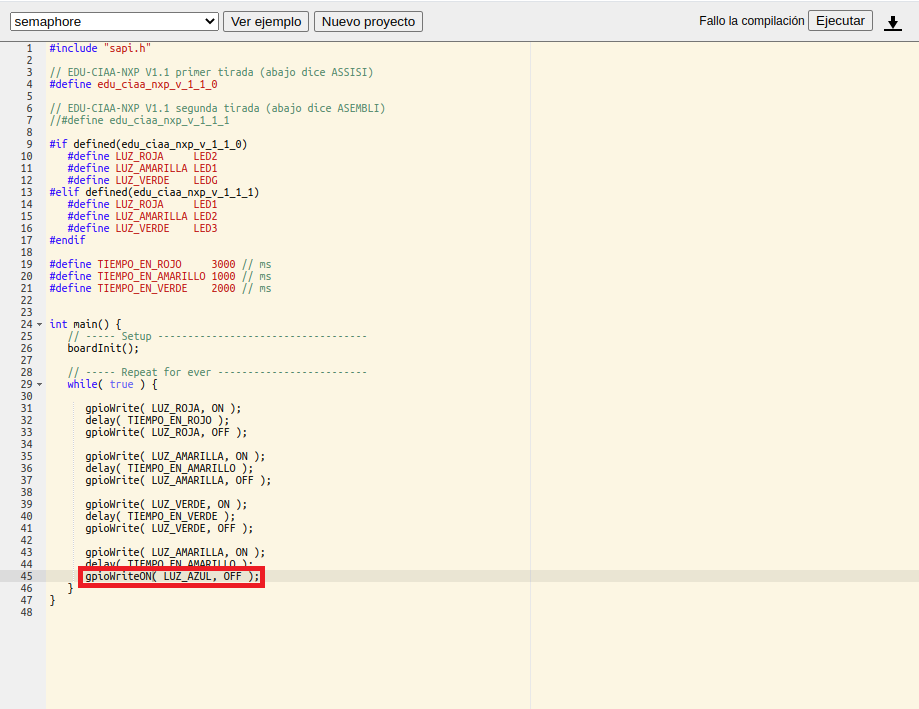 semaphore Ver ejemplo Nuevo proyecto Fallo la compilación Ejecutar
1 #include "sapi.h"
2
3 // EDU-CIAA-NXP V1.1 primer tirada (abajo dice ASSISI)
4 #define edu_ciaa_nxp_v_1_1_0
5
6 // EDU-CIAA-NXP V1.1 segunda tirada (abajo dice ASEMBLI)
7 //#define edu_ciaa_nxp_v_1_1_1
8
9 #if defined(edu_ciaa_nxp_v_1_1_0)
10    #define LUZ_ROJA     LED2
11    #define LUZ_AMARILLA LED1
12    #define LUZ_VERDE    LEDG
13 #elif defined(edu_ciaa_nxp_v_1_1_1)
14    #define LUZ_ROJA     LED1
15    #define LUZ_AMARILLA LED2
16    #define LUZ_VERDE    LED3
17 #endif
18
19 #define TIEMPO_EN_ROJO     3000 // ms
20 #define TIEMPO_EN_AMARILLO 1000 // ms
21 #define TIEMPO_EN_VERDE    2000 // ms
22
23
24 int main() {
25    // ----- Setup -----------------------------------
26    boardInit();
27
28    // ----- Repeat for ever -------------------------
29    while( true ) {
30
31       gpioWrite( LUZ_ROJA, ON );
32       delay( TIEMPO_EN_ROJO );
33       gpioWrite( LUZ_ROJA, OFF );
34
35       gpioWrite( LUZ_AMARILLA, ON );
36       delay( TIEMPO_EN_AMARILLO );
37       gpioWrite( LUZ_AMARILLA, OFF );
38
39       gpioWrite( LUZ_VERDE, ON );
40       delay( TIEMPO_EN_VERDE );
41       gpioWrite( LUZ_VERDE, OFF );
42
43       gpioWrite( LUZ_AMARILLA, ON );
44       delay( TIEMPO_EN_AMARILLO );
45       gpioWriteON( LUZ_AZUL, OFF );
46    }
47 }
48